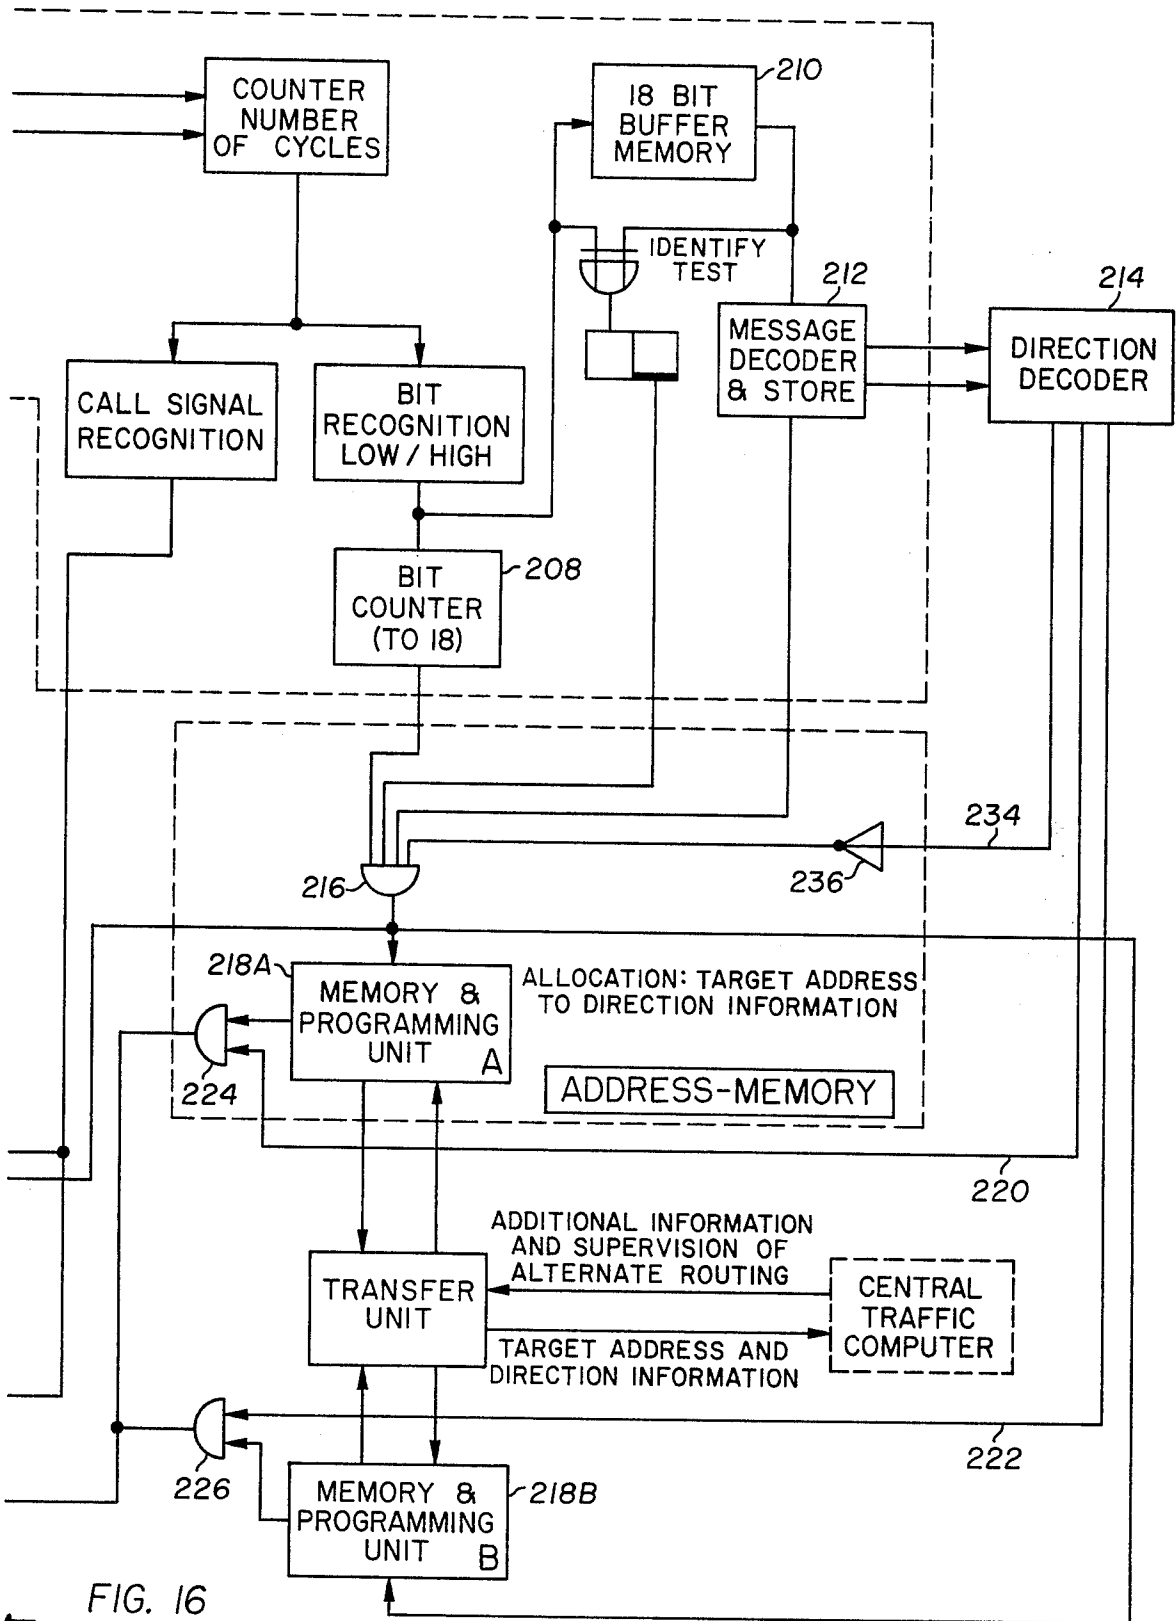 COUNTER
NUMBER
OF CYCLES
210
18 BIT
BUFFER
MEMORY
IDENTIFY
TEST
212
214
MESSAGE
DECODER
& STORE
DIRECTION
DECODER
CALL SIGNAL
RECOGNITION
BIT
RECOGNITION
LOW / HIGH
208
BIT
COUNTER
(TO 18)
234
236
216
218A
MEMORY &
PROGRAMMING
UNIT A
ALLOCATION: TARGET ADDRESS
TO DIRECTION INFORMATION
224
ADDRESS-MEMORY
220
ADDITIONAL INFORMATION
AND SUPERVISION OF
ALTERNATE ROUTING
TRANSFER
UNIT
CENTRAL
TRAFFIC
COMPUTER
TARGET ADDRESS AND
DIRECTION INFORMATION
222
226
218B
MEMORY &
PROGRAMMING
UNIT B
FIG. 16